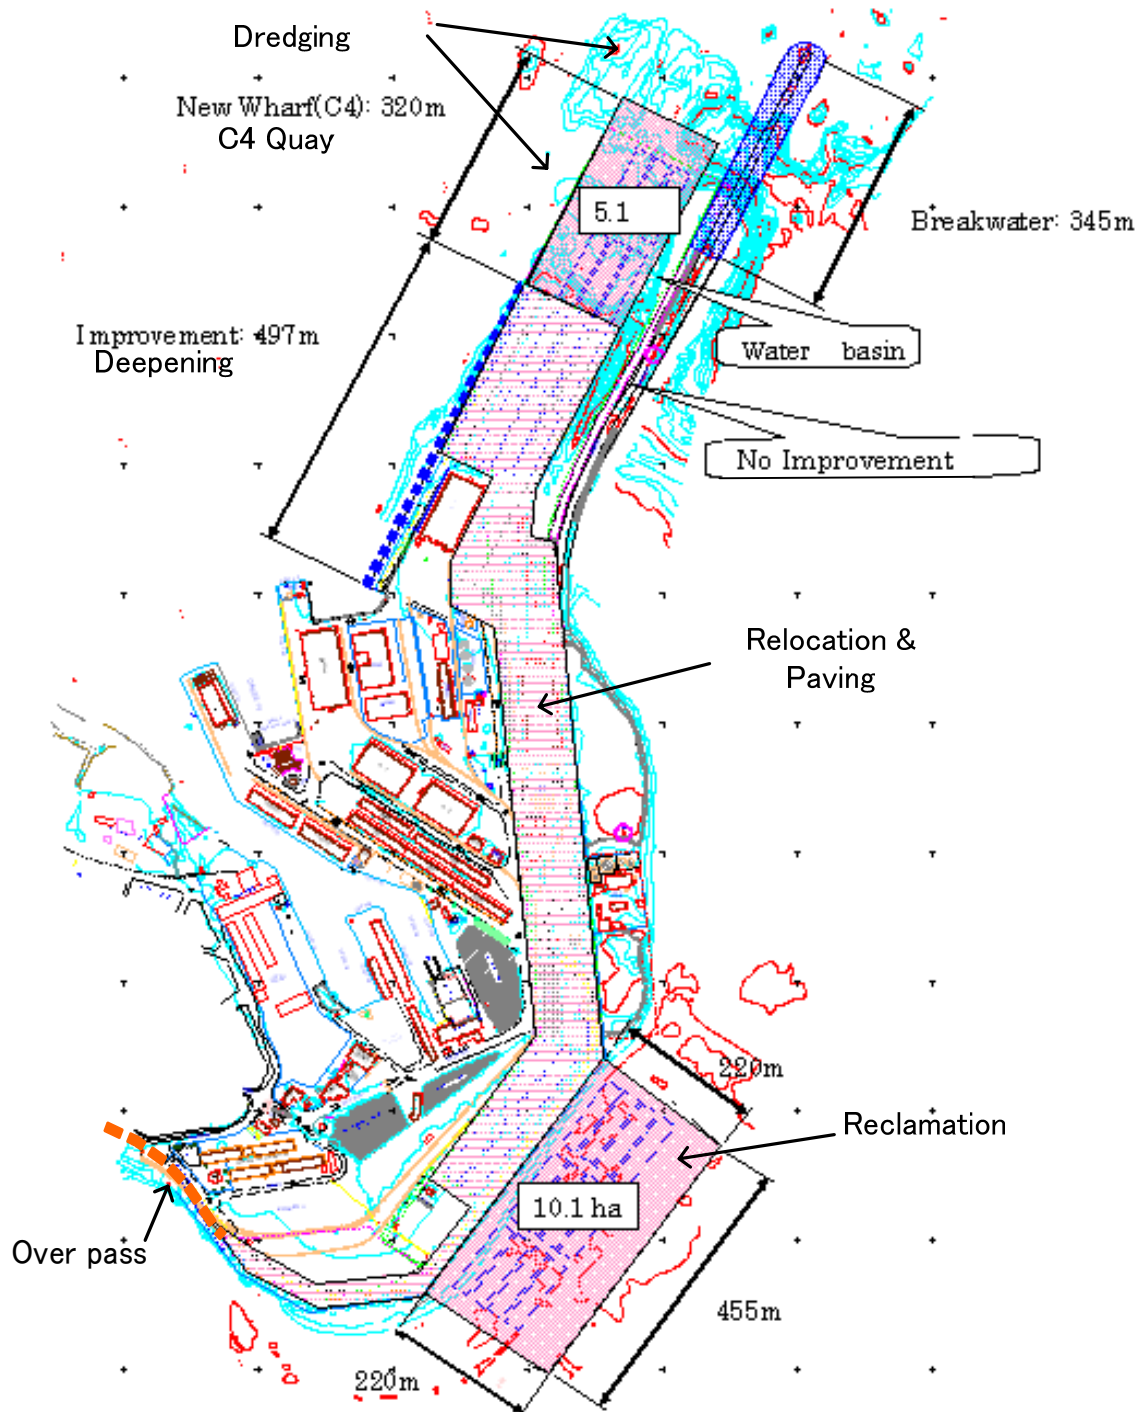 Dredging
New Wharf(C4): 320m
C4 Quay
5.1
Breakwater: 345m
Improvement: 497m
Deepening
Water basin
No Improvement
Relocation &
Paving
220m
Reclamation
10.1 ha
Over pass
455m
220m